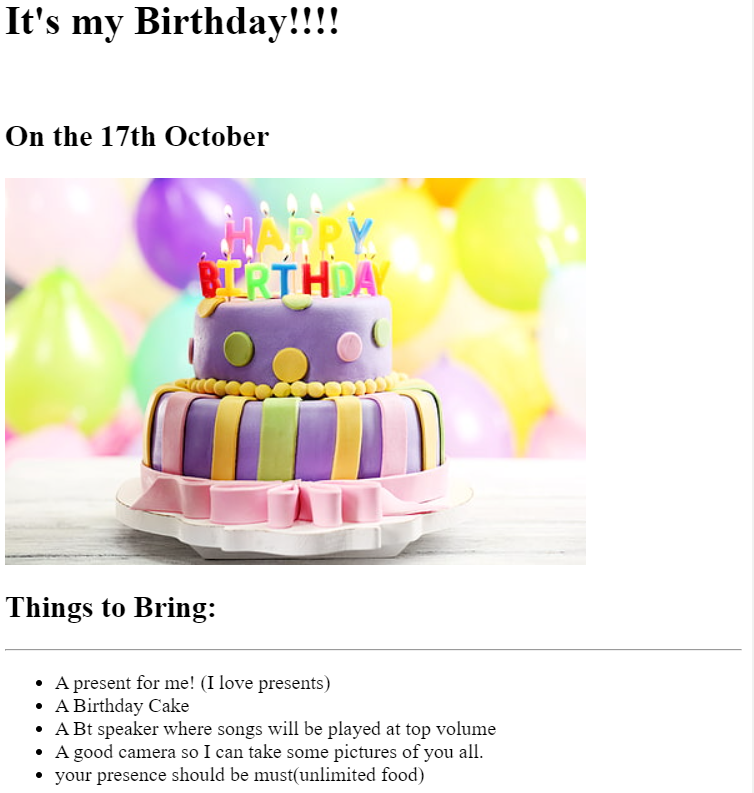 It's my Birthday!!!!
On the 17th October
HAPPY
BIRTHDAY
Things to Bring:
A present for me! (I love presents)
A Birthday Cake
A Bt speaker where songs will be played at top volume
A good camera so I can take some pictures of you all.
your presence should be must(unlimited food)